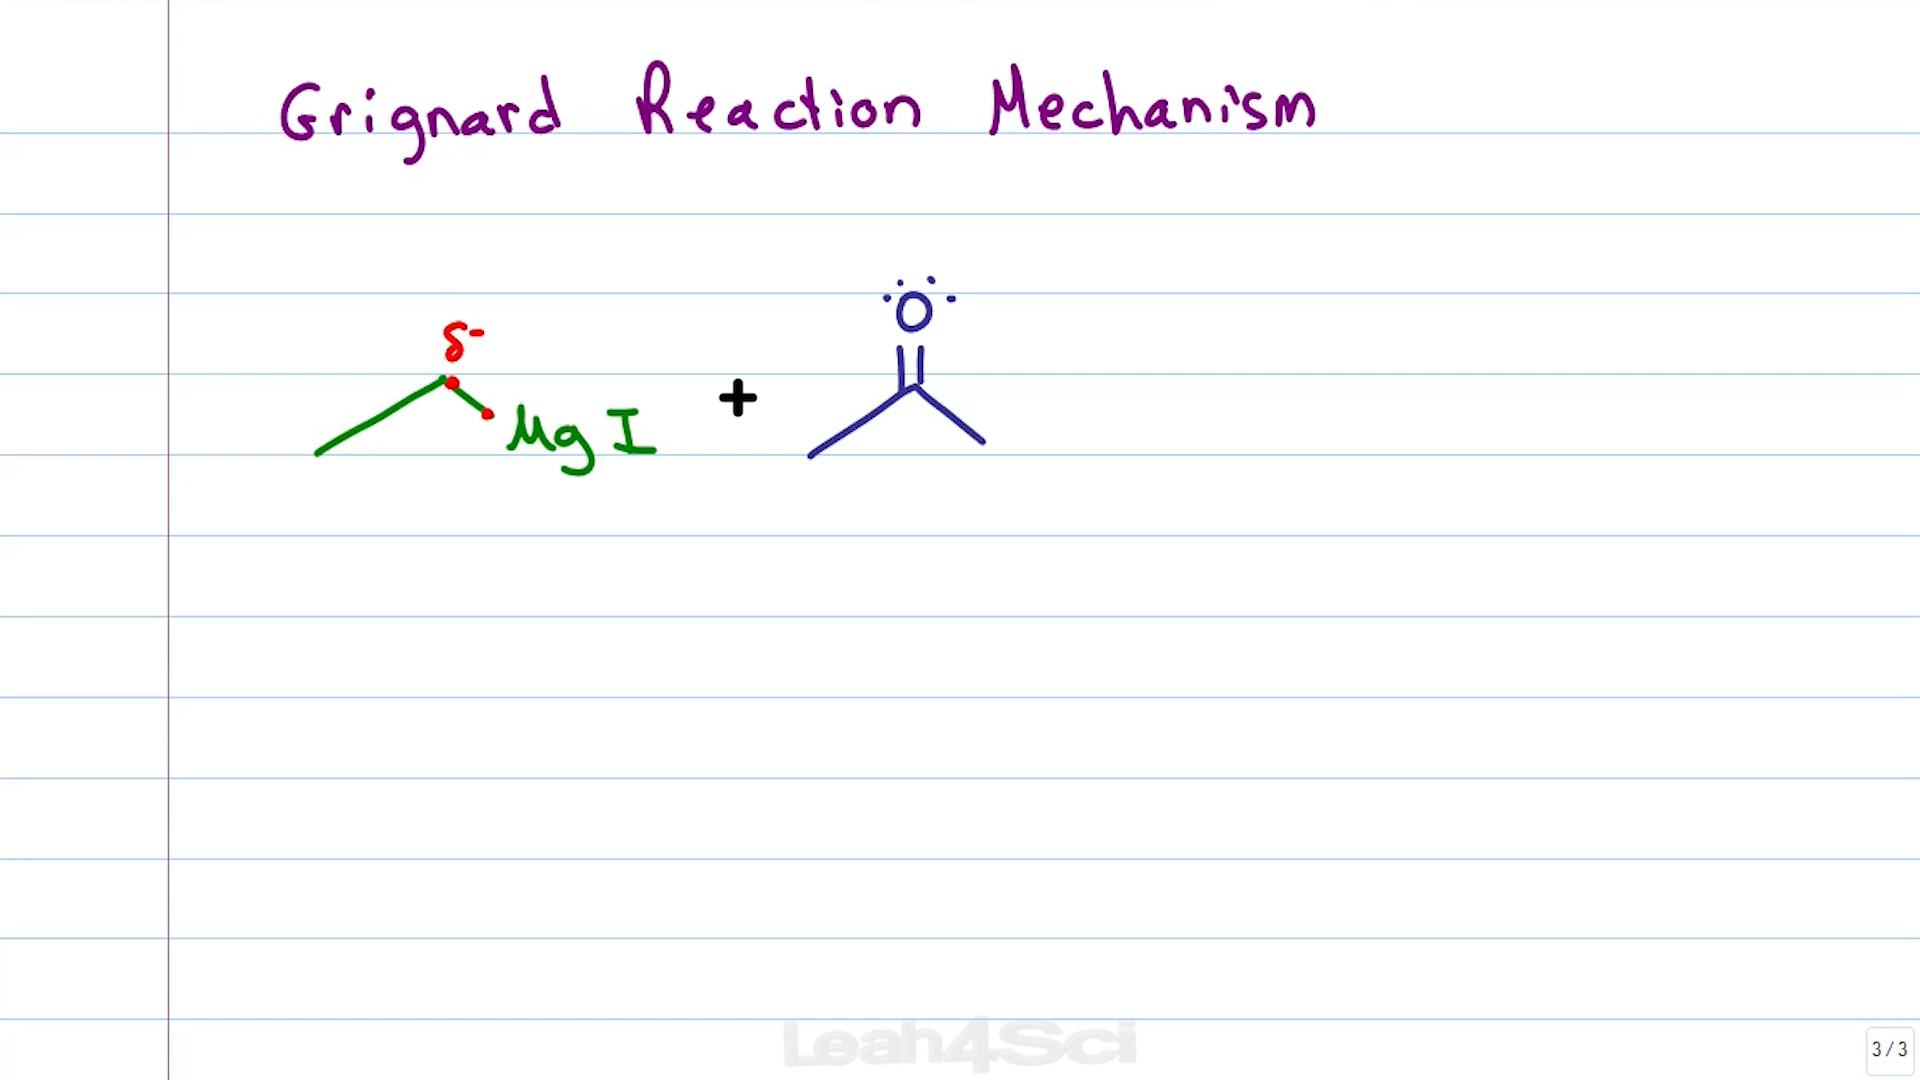 Grignard Reaction Mechanism
O
δ-
MgI +
Leah4Sci
3/3